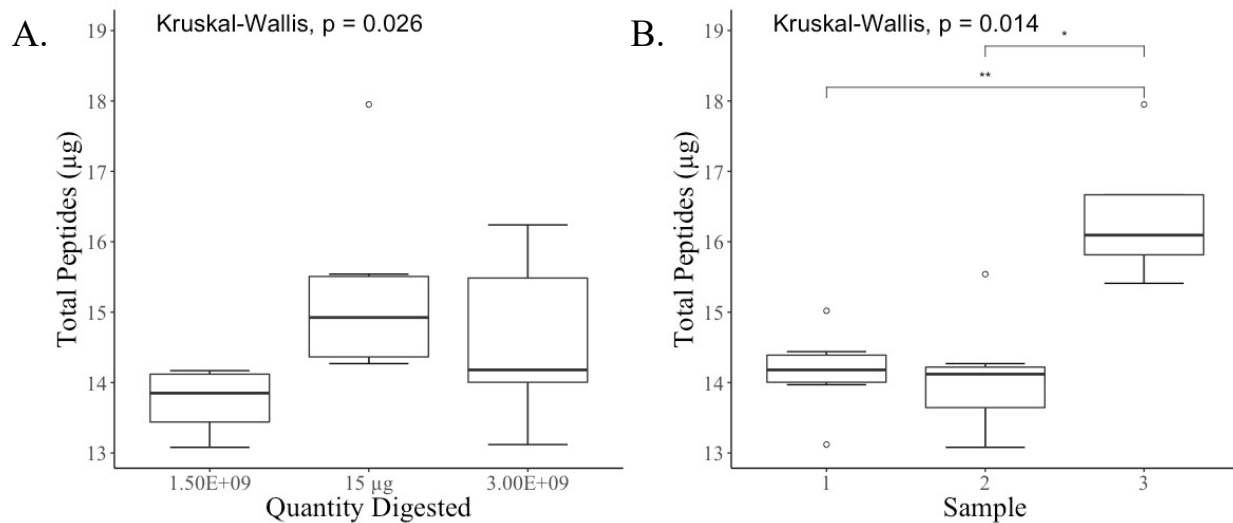 A.
Kruskal-Wallis, p = 0.026
Total Peptides (µg)
19
18
17
16
15
14
13
1.50E+09 15 µg 3.00E+09
Quantity Digested
B.
Kruskal-Wallis, p = 0.014
*
**
Total Peptides (µg)
19
18
17
16
15
14
13
1 2 3
Sample